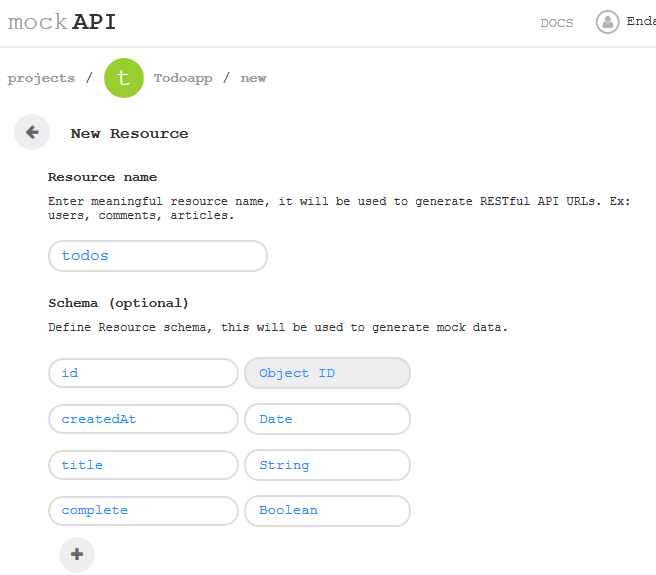 mockAPI
DOCS
Enda
projects / t Todoapp / new
New Resource
Resource name
Enter meaningful resource name, it will be used to generate RESTful API URLs. Ex:
users, comments, articles.
todos
Schema (optional)
Define Resource schema, this will be used to generate mock data.
id Object ID
createdAt Date
title String
complete Boolean